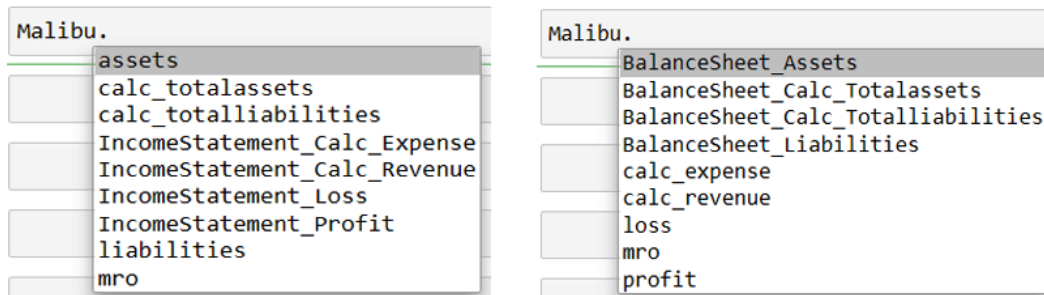 Malibu.
assets
calc_totalassets
calc_totalliabilities
IncomeStatement_Calc_Expense
IncomeStatement_Calc_Revenue
IncomeStatement_Loss
IncomeStatement_Profit
liabilities
mro
Malibu.
BalanceSheet_Assets
BalanceSheet_Calc_Totalassets
BalanceSheet_Calc_Totalliabilities
BalanceSheet_Liabilities
calc_expense
calc_revenue
loss
mro
profit